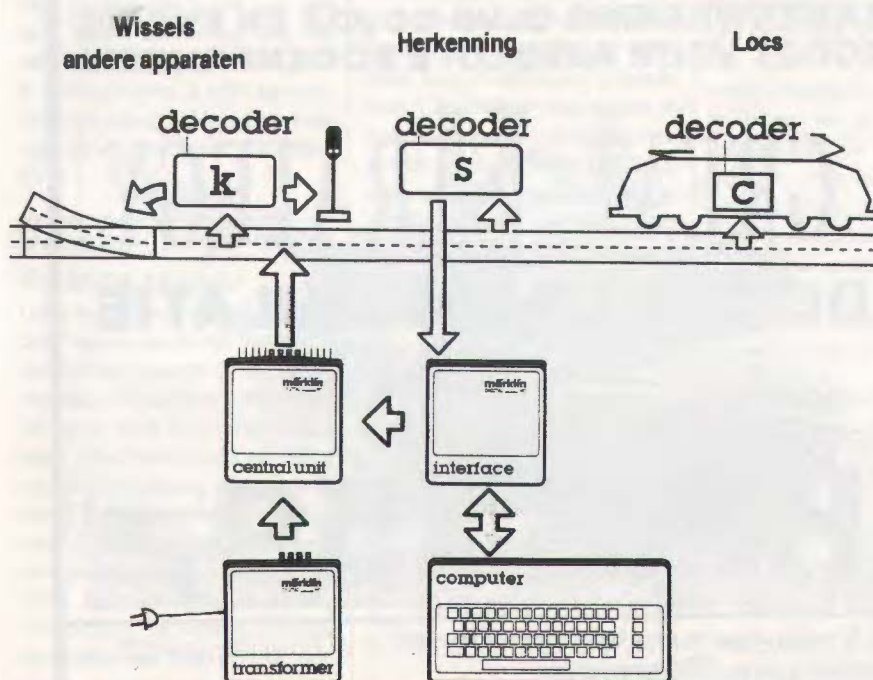 Wissels
andere apparaten
Herkenning
Locs
decoder
decoder
decoder
k
S
C
märklin
central unit
märklin
interface
märklin
transformer
computer